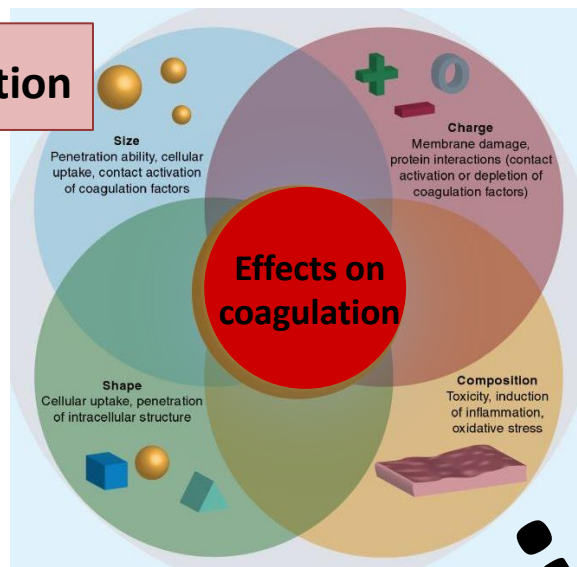 tion
Size
Penetration ability, cellular
uptake, contact activation
of coagulation factors
Charge
Membrane damage,
protein interactions (contact
activation or depletion of
coagulation factors)
Effects on
coagulation
Shape
Cellular uptake, penetration
of intracellular structure
Composition
Toxicity, induction
of inflammation,
oxidative stress